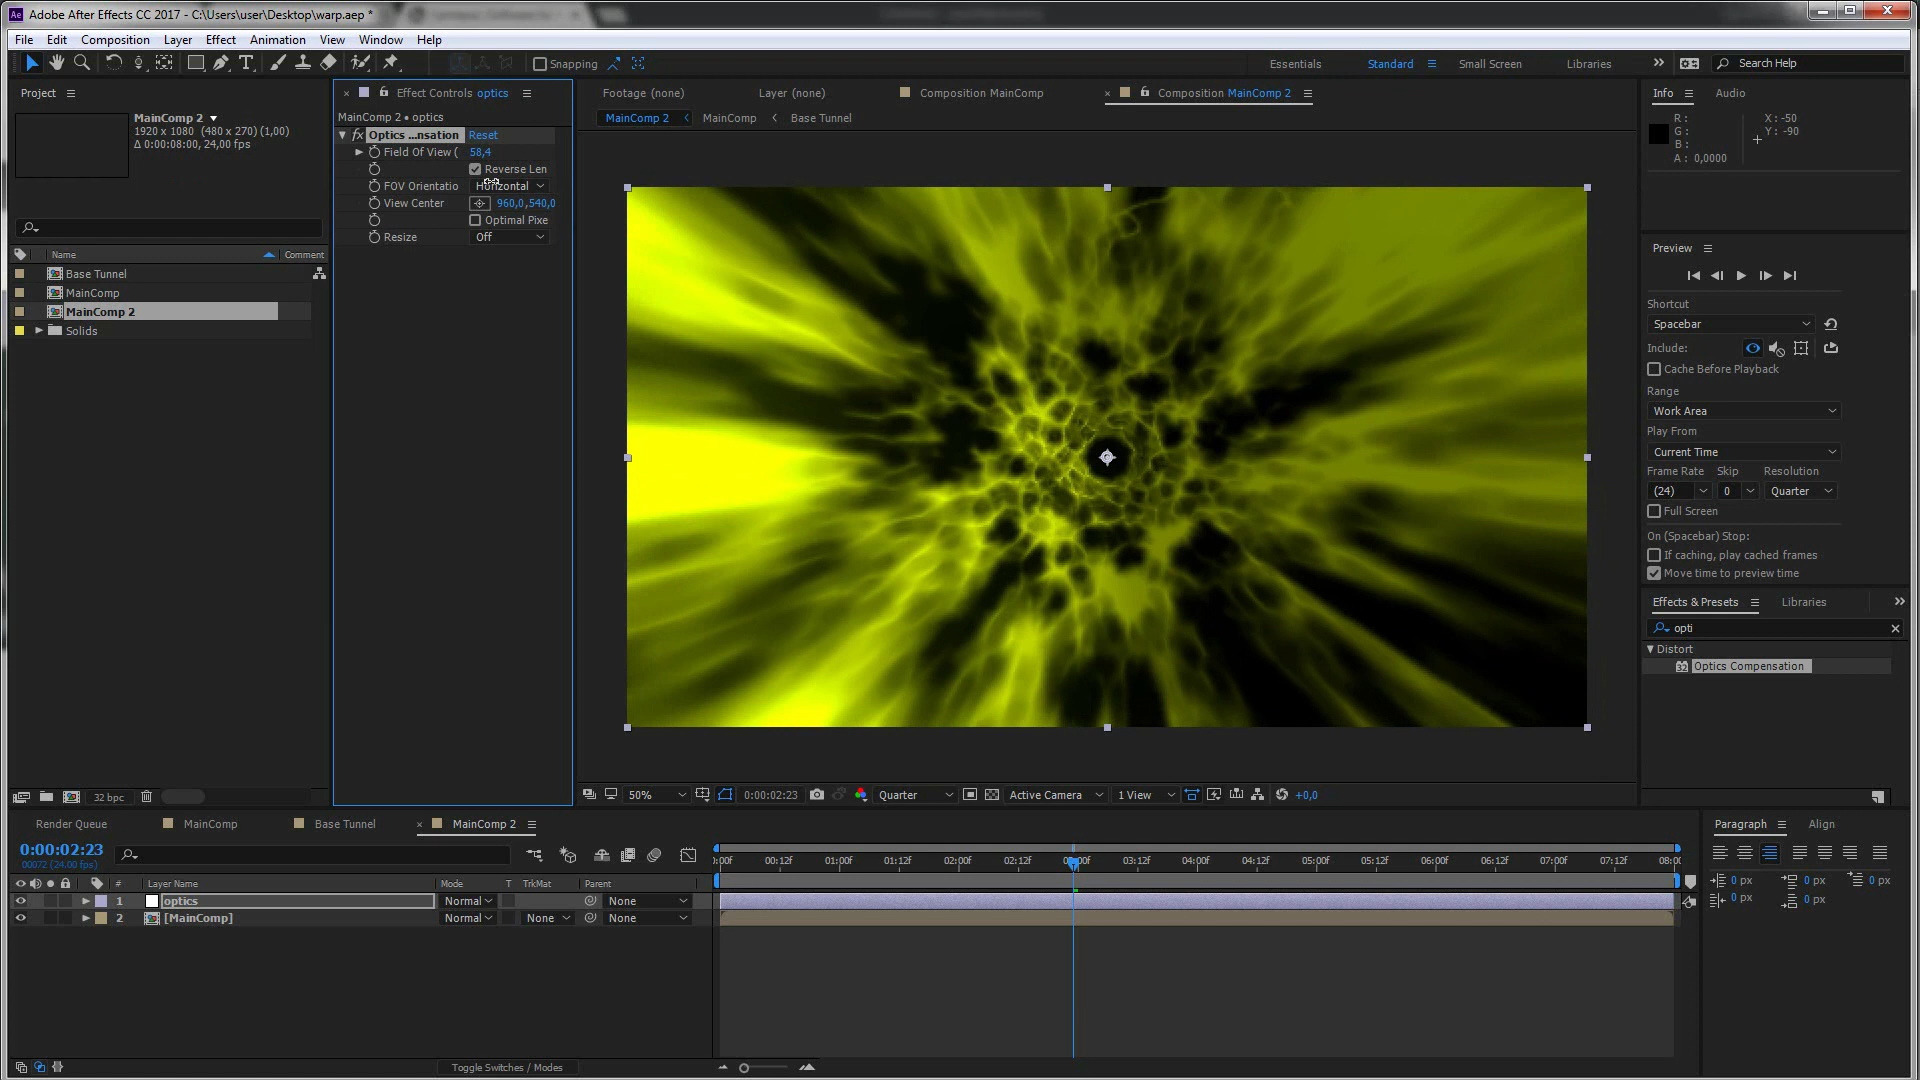 Adobe After Effects CC 2017 - C:\Users\user\Desktop\warp.aep *
File Edit Composition Layer Effect Animation View Window Help
Snapping
Essentials Standard Small Screen Libraries Search Help
Project
MainComp 2
1920 x 1080 (480 x 270) (1,00)
Δ 0:00:08:00, 24,00 fps
Name Comment
Base Tunnel
MainComp
MainComp 2
Solids
32 bpc
Effect Controls optics
MainComp 2 • optics
fx Optics ...nsation Reset
Field Of View ( 58,4
Reverse Len
FOV Orientatio Horizontal
View Center 960,0,540,0
Optimal Pixe
Resize Off
Footage (none) Layer (none) Composition MainComp Composition MainComp 2
MainComp 2 MainComp Base Tunnel
50% 0:00:02:23 Quarter Active Camera 1 View +0,0
Info Audio
R :
G :
B :
A : 0,0000
X : -50
Y : -90
Preview
Shortcut
Spacebar
Include:
Cache Before Playback
Range
Work Area
Play From
Current Time
Frame Rate Skip Resolution
(24) 0 Quarter
Full Screen
On (Spacebar) Stop:
If caching, play cached frames
Move time to preview time
Effects & Presets Libraries
opti
Distort
32 Optics Compensation
Paragraph Align
0 px 0 px 0 px
0 px 0 px
Render Queue MainComp Base Tunnel MainComp 2
0:00:02:23
00072 (24.00 fps)
# Layer Name Mode T TrkMat Parent
1 optics Normal None
2 [MainComp] Normal None None
:00f 00:12f 01:00f 01:12f 02:00f 02:12f 03:12f 04:00f 04:12f 05:00f 05:12f 06:00f 06:12f 07:00f 07:12f
Toggle Switches / Modes